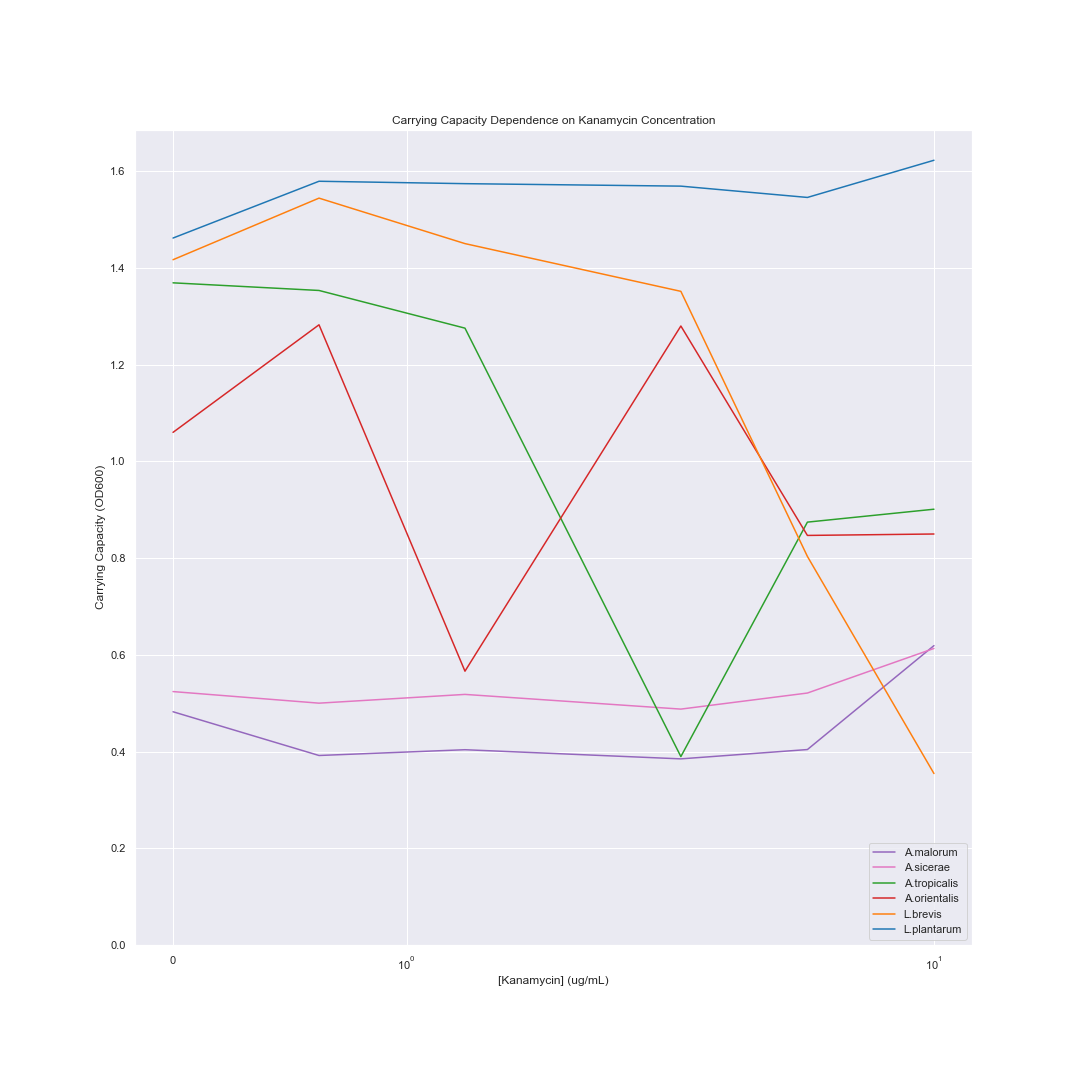 Carrying Capacity Dependence on Kanamycin Concentration
1.6
1.4
1.2
1.0
0.8
0.6
0.4
0.2
0.0
Carrying Capacity (OD600)
0
10⁰
10¹
[Kanamycin] (ug/mL)
A.malorum
A.sicerae
A.tropicalis
A.orientalis
L.brevis
L.plantarum